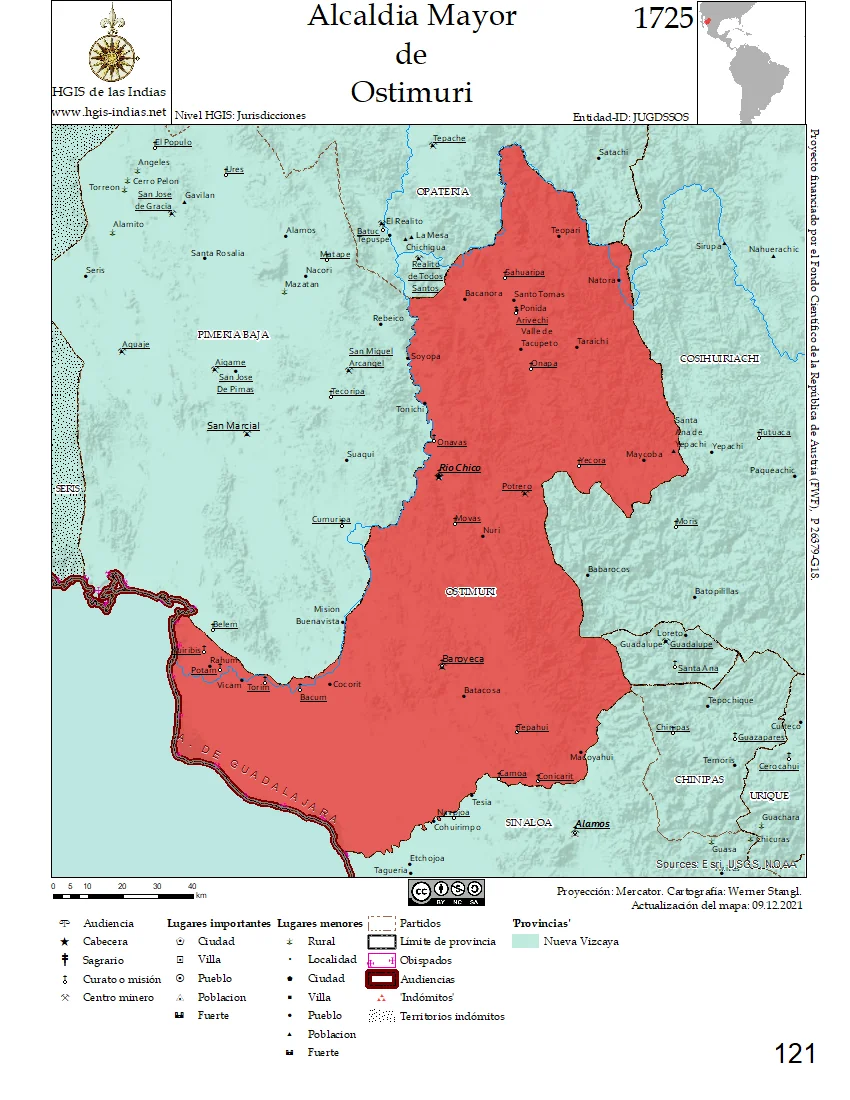 Alcaldia Mayor
de
Ostimuri
1725
HGIS de las Indias
www.hgis-indias.net
Nivel HGIS: Jurisdicciones
Entidad-ID: JUGDSSOS
Proyecto financiado por el Fondo Científico de la República de Austria (FWF), P 26379-G18.
El Populo
Tepache
Satachi
Angeles
Ures
Cerro Pelon
Torreon
San Jose
de Gracia
Gavilan
OPATERIA
Alamito
Alamos
Batuc
El Realito
Tepuspe
La Mesa
Chichigua
Teopari
Sirupa
Nahuerachic
Santa Rosalia
Matape
Realito
de Todos
Santos
Seris
Nacori
Mazatan
Sahuaripa
Natora
Bacanora
Santo Tomas
Ponida
Arivechi
Valle de
Tacupeto
Rebeico
PIMERIA BAJA
Aquaje
San Miguel
Arcangel
Soyopa
Taraichi
COSIHUIRIACHI
Aigame
San Jose
De Pimas
Onapa
Tecoripa
Tonichi
San Marcial
Santa
Ana de
Yepachi
Yepachi
Tutuaca
Onavas
Suaqui
Rio Chico
Yecora
Maycoba
Paqueachic
SERIS
Potrero
Cumuripa
Movas
Nuri
Moris
Babarocos
OSTIMURI
Batopilillas
Mision
Buenavista
Belem
Loreto
Guadalupe
Guadalupe
Rahum
Potam
Baroyeca
Santa Ana
Vicam
Torim
Cocorit
Bacum
Batacosa
Tepochique
Tepahui
Chinipas
Guazapares
Macoyahui
Temoris
Cerocahui
A. DE GUADALAJARA
Camoa
Conicarit
CHINIPAS
URIQUE
Tesia
Navojoa
Cohuirimpo
SINALOA
Alamos
Guachara
Chicuras
Guasa
Etchojoa
Tagueria
Sources: Esri, USGS, NOAA
0 5 10 20 30 40
km
CC BY NC SA
Proyección: Mercator. Cartografía: Werner Stangl.
Actualización del mapa: 09.12.2021
Audiencia
Cabecera
Sagrario
Curato o misión
Centro minero
Lugares importantes
Ciudad
Villa
Pueblo
Poblacion
Fuerte
Lugares menores
Rural
Localidad
Ciudad
Villa
Pueblo
Poblacion
Fuerte
Partidos
Límite de provincia
Obispados
Audiencias
'Indómitos'
Territorios indómitos
'Provincias'
Nueva Vizcaya
121